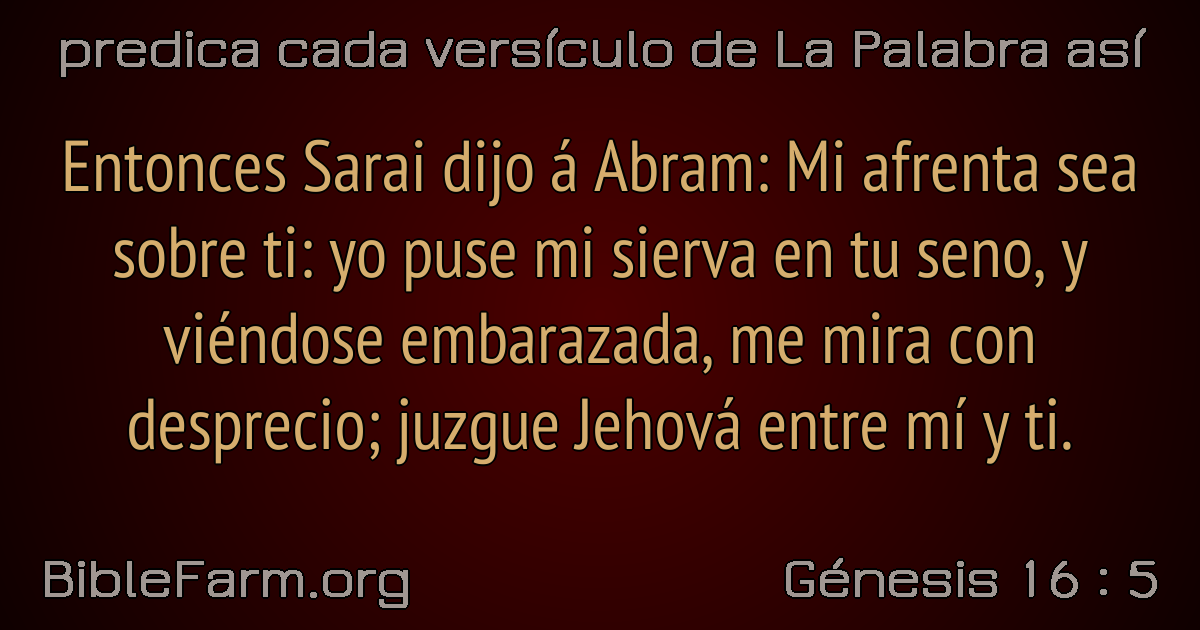 predica cada versículo de La Palabra así
Entonces Sarai dijo á Abram: Mi afrenta sea
sobre ti: yo puse mi sierva en tu seno, y
viéndose embarazada, me mira con
desprecio; juzgue Jehová entre mí y ti.
BibleFarm.org
Génesis 16 : 5